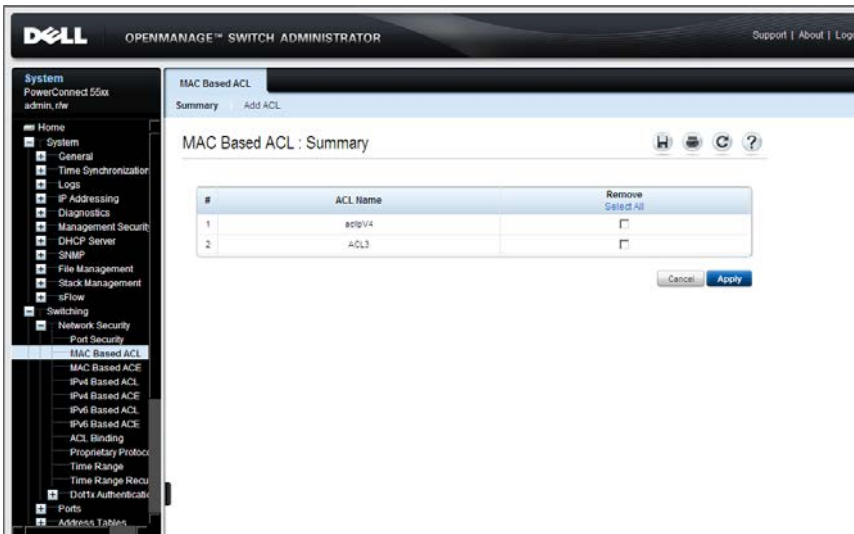 DELL
OPENMANAGE™ SWITCH ADMINISTRATOR
Support | About | Log
System
PowerConnect 55xx
admin, r/w
MAC Based ACL
Summary
Add ACL
Home
System
General
Time Synchronization
Logs
IP Addressing
Diagnostics
Management Securit
DHCP Server
SNMP
File Management
Stack Management
sFlow
Switching
Network Security
Port Security
MAC Based ACL
MAC Based ACE
IPv4 Based ACL
IPv4 Based ACE
IPv6 Based ACL
IPv6 Based ACE
ACL Binding
Proprietary Protoco
Time Range
Time Range Recu
Dot1x Authenticatio
Ports
Address Tables
MAC Based ACL : Summary
?
# ACL Name Remove
Select All
1 aclipV4
2 ACL3
Cancel Apply